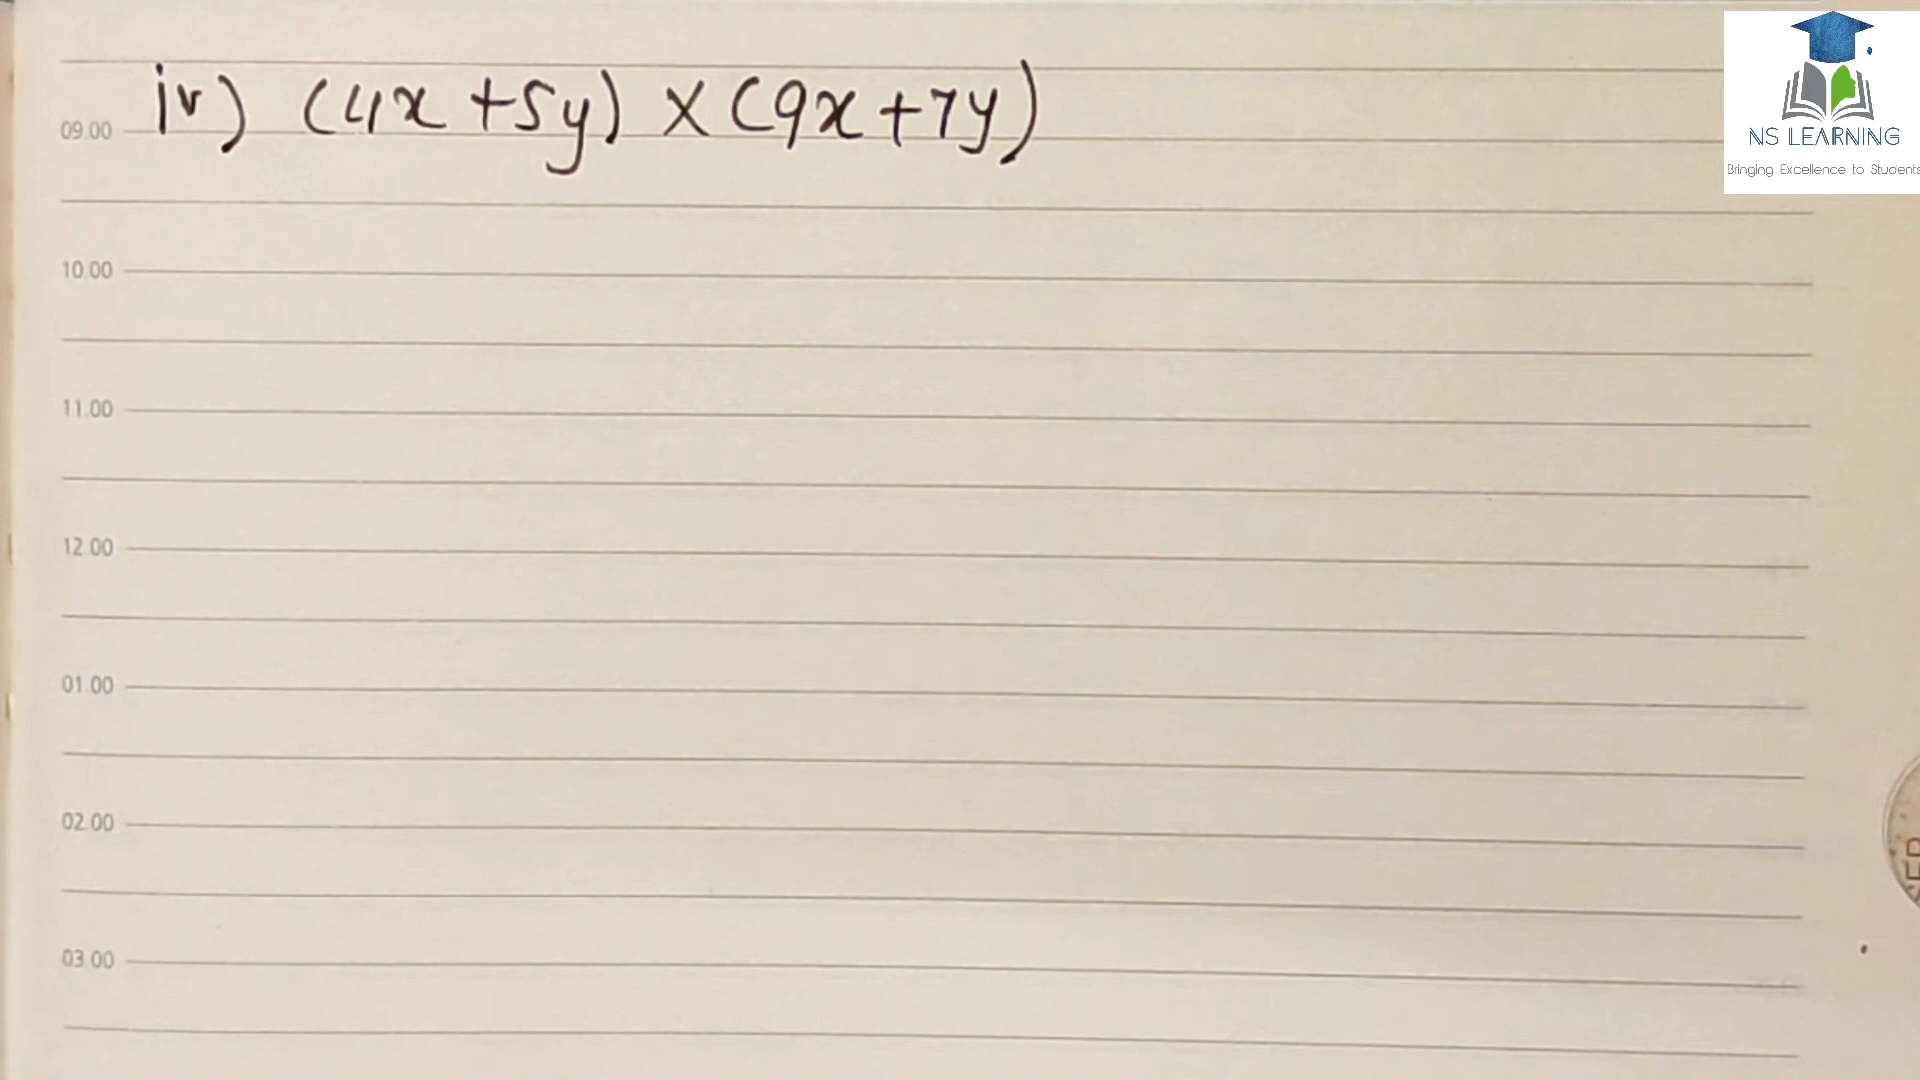 iv) (4x +5y) × (9x+7y)
NS LEARNING
Bringing Excellence to Students
09.00
10.00
11.00
12.00
01.00
02.00
03.00